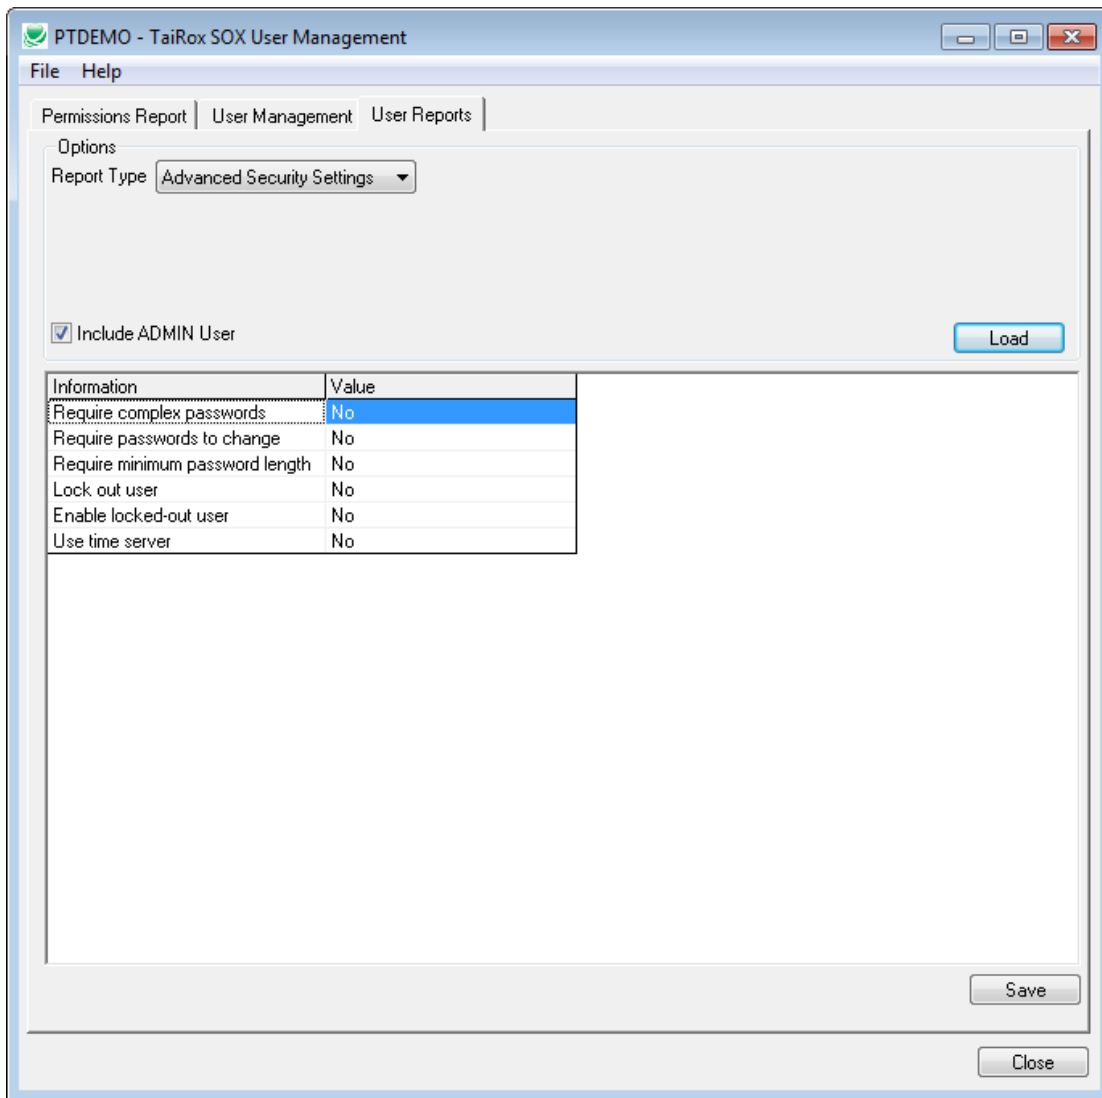 PTDEMO - TaiRox SOX User Management
File Help
Permissions Report User Management User Reports
Options
Report Type Advanced Security Settings
Include ADMIN User
Load
Information Value
Require complex passwords No
Require passwords to change No
Require minimum password length No
Lock out user No
Enable locked-out user No
Use time server No
Save
Close